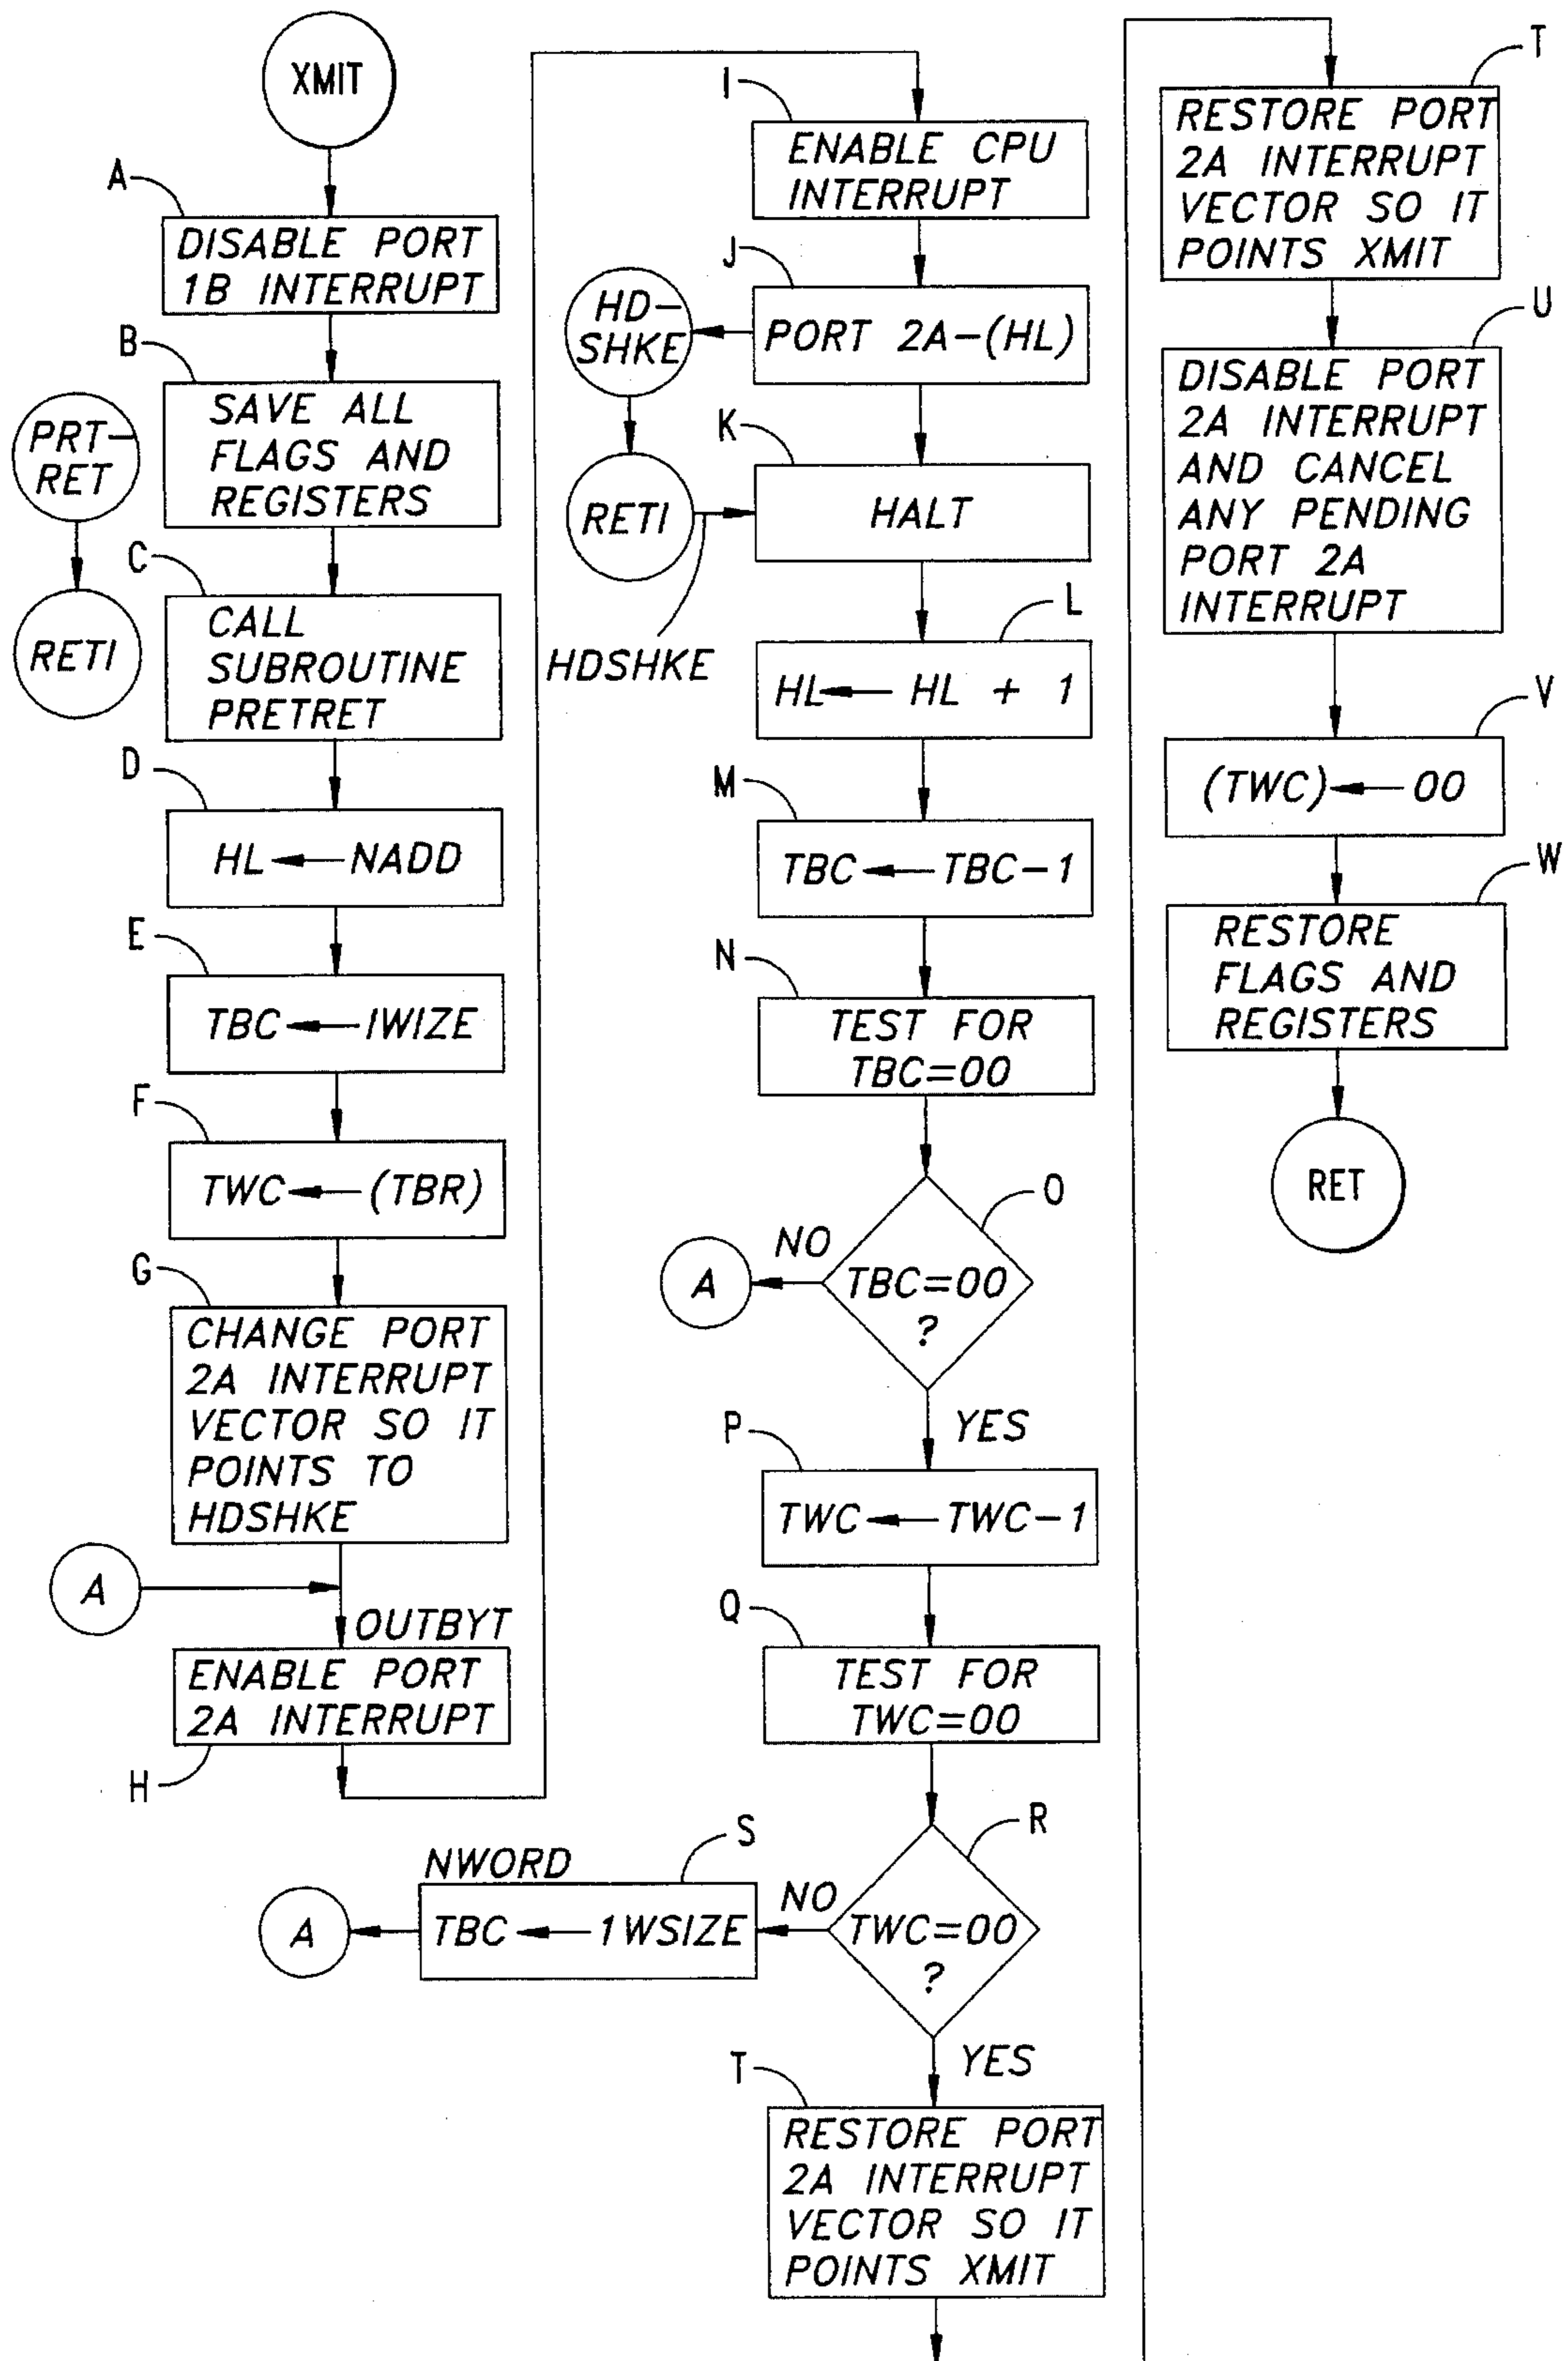 XMIT
A
DISABLE PORT
1B INTERRUPT
B
SAVE ALL
FLAGS AND
REGISTERS
PRT-
RET
RETI
C
CALL
SUBROUTINE
PRETRET
D
HL ← NADD
E
TBC ← IWIZE
F
TWC ← (TBR)
G
CHANGE PORT
2A INTERRUPT
VECTOR SO IT
POINTS TO
HDSHKE
A
OUTBYT
ENABLE PORT
2A INTERRUPT
H
I
ENABLE CPU
INTERRUPT
J
PORT 2A-(HL)
HD-
SHKE
RETI
HDSHKE
K
HALT
L
HL ← HL + 1
M
TBC ← TBC-1
N
TEST FOR
TBC=00
O
TBC=00
?
NO
A
YES
P
TWC ← TWC-1
Q
TEST FOR
TWC=00
R
TWC=00
?
NO
S
NWORD
TBC ← 1WSIZE
A
YES
T
RESTORE PORT
2A INTERRUPT
VECTOR SO IT
POINTS XMIT
T
RESTORE PORT
2A INTERRUPT
VECTOR SO IT
POINTS XMIT
U
DISABLE PORT
2A INTERRUPT
AND CANCEL
ANY PENDING
PORT 2A
INTERRUPT
V
(TWC) ← 00
W
RESTORE
FLAGS AND
REGISTERS
RET